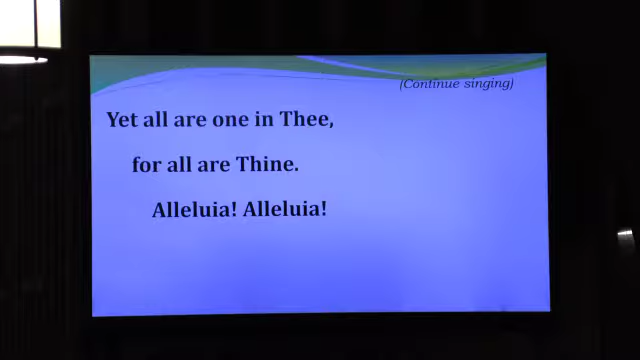 (Continue singing)
Yet all are one in Thee,
for all are Thine.
Alleluia! Alleluia!